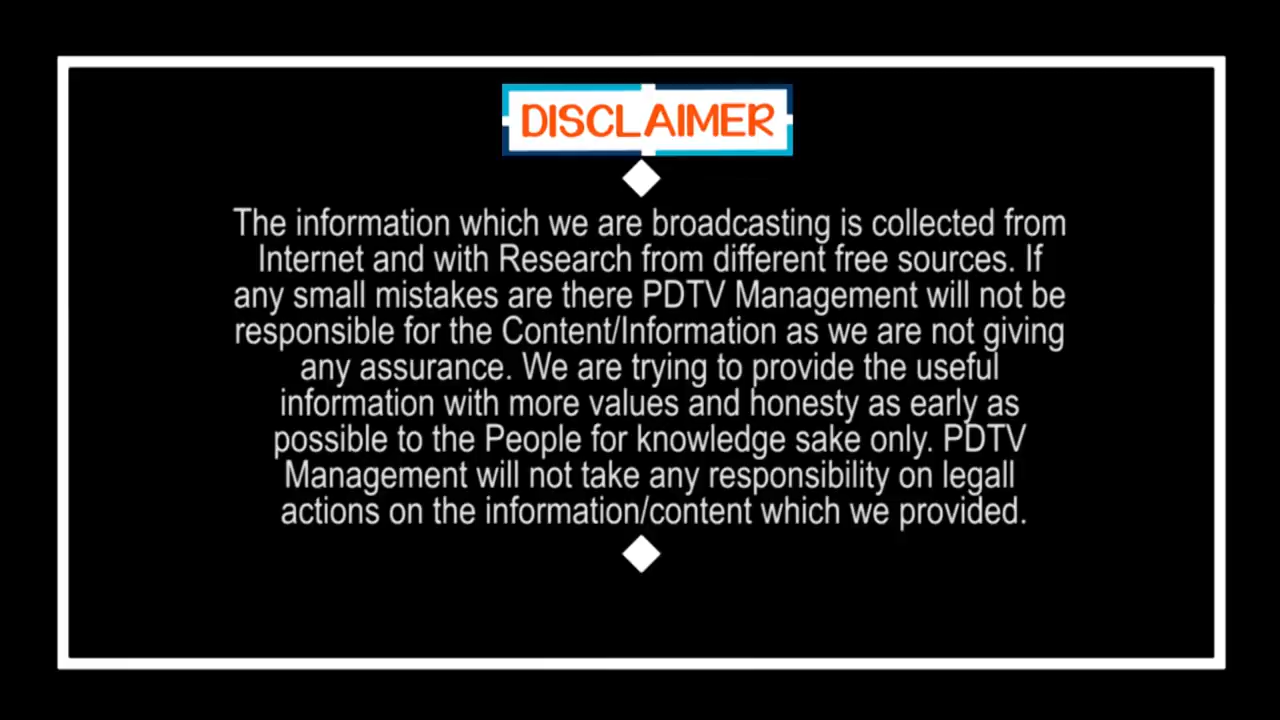 DISCLAIMER
The information which we are broadcasting is collected from
Internet and with Research from different free sources. If
any small mistakes are there PDTV Management will not be
responsible for the Content/Information as we are not giving
any assurance. We are trying to provide the useful
information with more values and honesty as early as
possible to the People for knowledge sake only. PDTV
Management will not take any responsibility on legall
actions on the information/content which we provided.